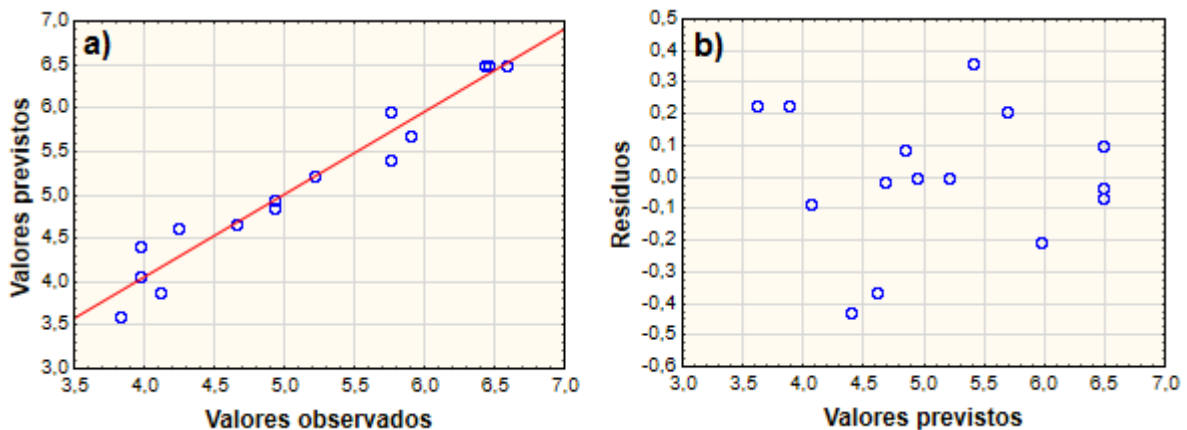 a)
7,0
6,5
6,0
5,5
5,0
4,5
4,0
3,5
3,0
3,5 4,0 4,5 5,0 5,5 6,0 6,5 7,0
Valores previstos
Valores observados
b)
0,5
0,4
0,3
0,2
0,1
0,0
-0,1
-0,2
-0,3
-0,4
-0,5
-0,6
3,0 3,5 4,0 4,5 5,0 5,5 6,0 6,5 7,0
Resíduos
Valores previstos